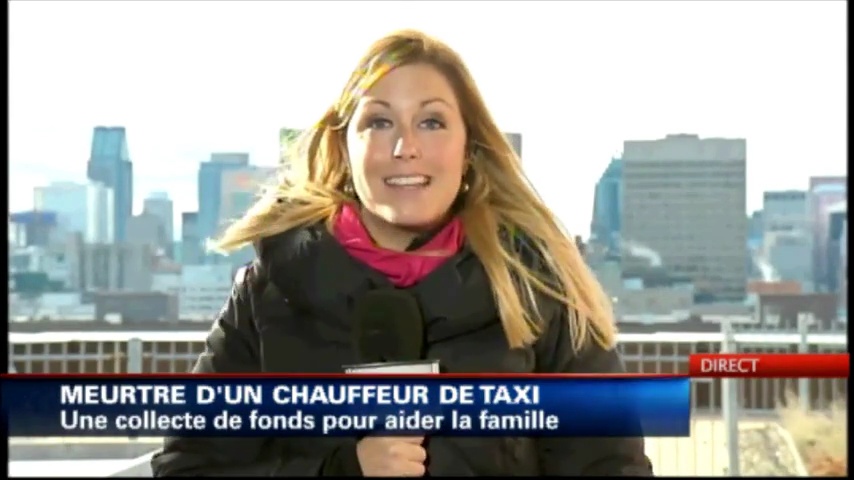 DIRECT
MEURTRE D'UN CHAUFFEUR DE TAXI
Une collecte de fonds pour aider la famille